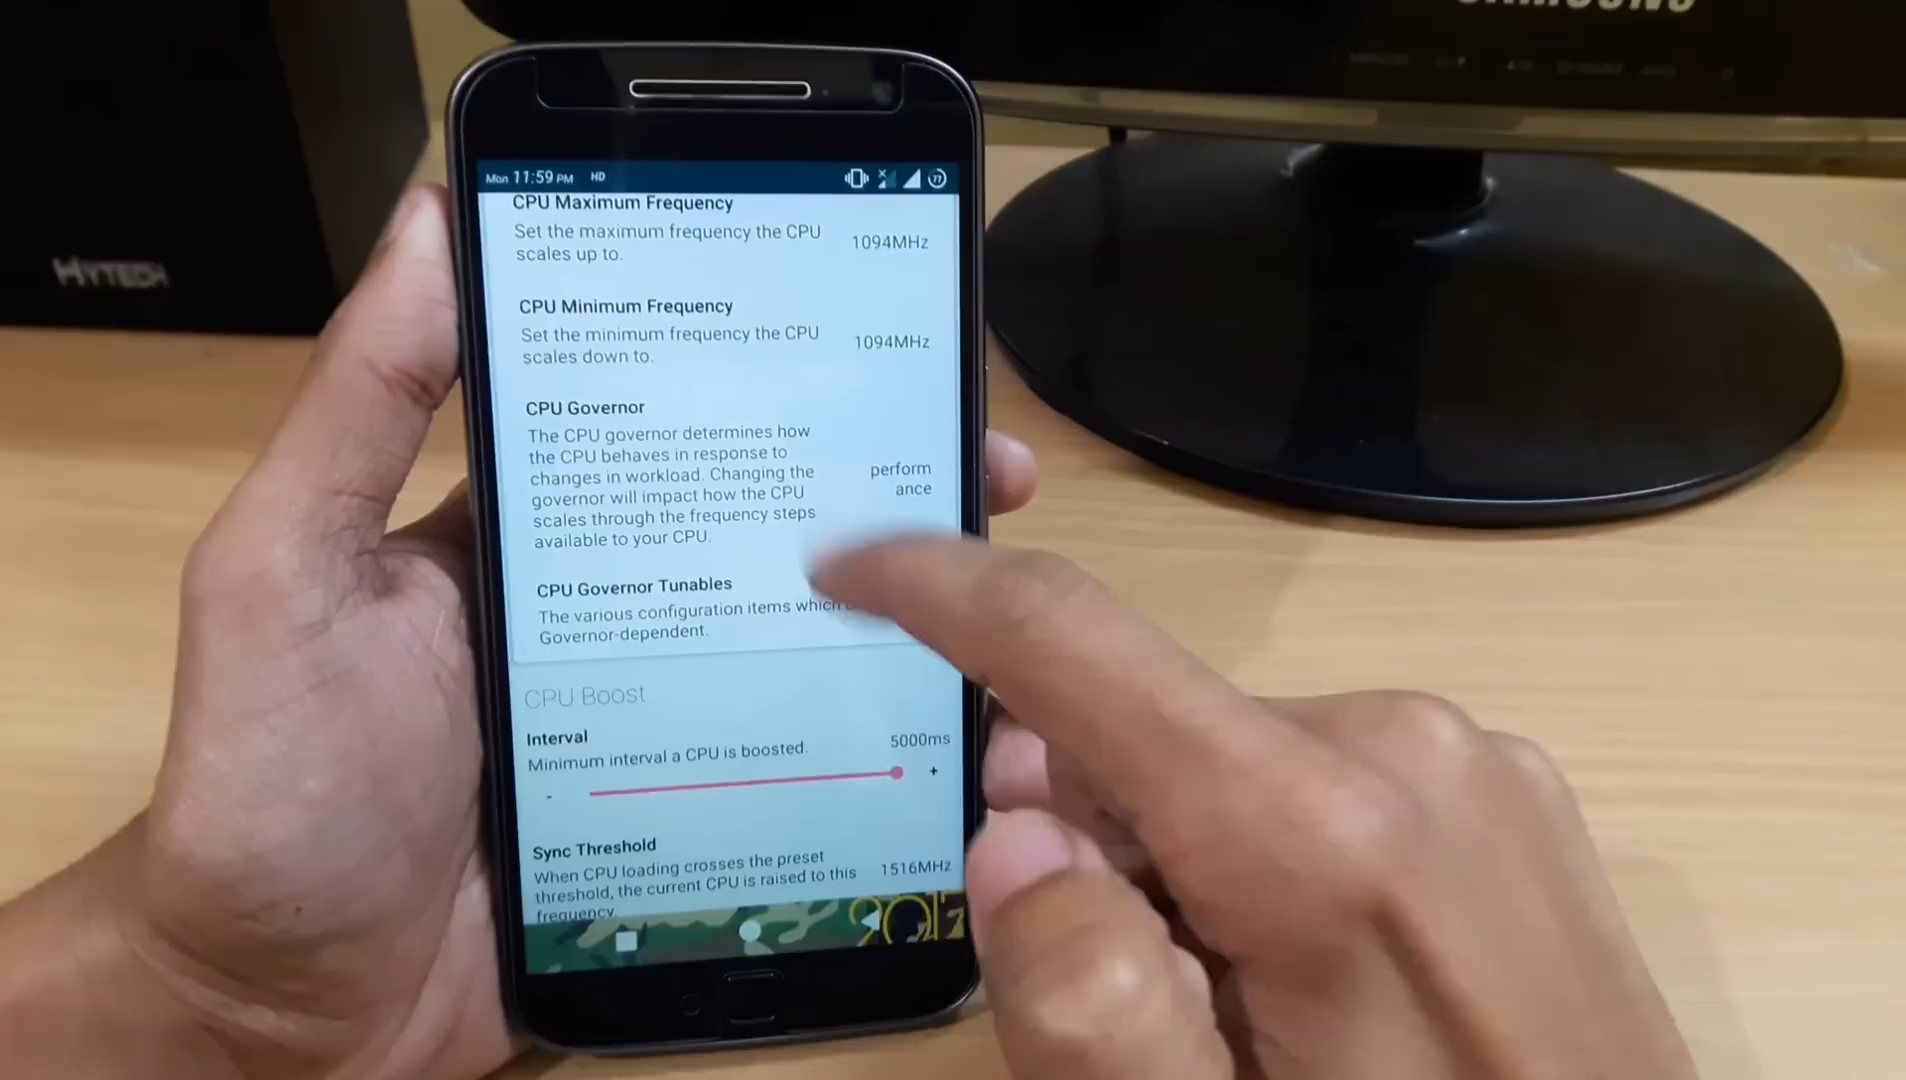 SAMSUNG
HYTECH
Mon 11:59 PM HD
77
CPU Maximum Frequency
Set the maximum frequency the CPU
scales up to.
1094MHz
CPU Minimum Frequency
Set the minimum frequency the CPU
scales down to.
1094MHz
CPU Governor
The CPU governor determines how
the CPU behaves in response to
changes in workload. Changing the
governor will impact how the CPU
scales through the frequency steps
available to your CPU.
perform
ance
CPU Governor Tunables
The various configuration items which
Governor-dependent.
CPU Boost
Interval
Minimum interval a CPU is boosted.
5000ms
- +
Sync Threshold
When CPU loading crosses the preset
threshold, the current CPU is raised to this
frequency.
1516MHz
2017